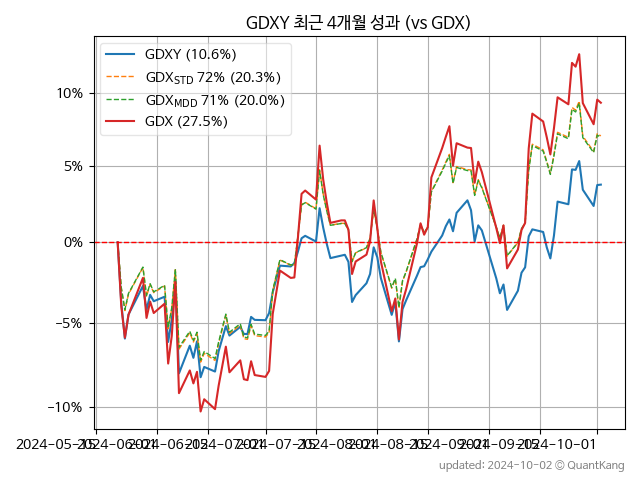 GDXY 최근 4개월 성과 (vs GDX)
GDXY (10.6%)
GDX_STD 72% (20.3%)
GDX_MDD 71% (20.0%)
GDX (27.5%)
10%
5%
0%
−5%
−10%
2024-05-15 2024-06-01 2024-06-15 2024-07-01 2024-07-15 2024-08-01 2024-08-15 2024-09-01 2024-09-15 2024-10-01
updated: 2024-10-02 © QuantKang